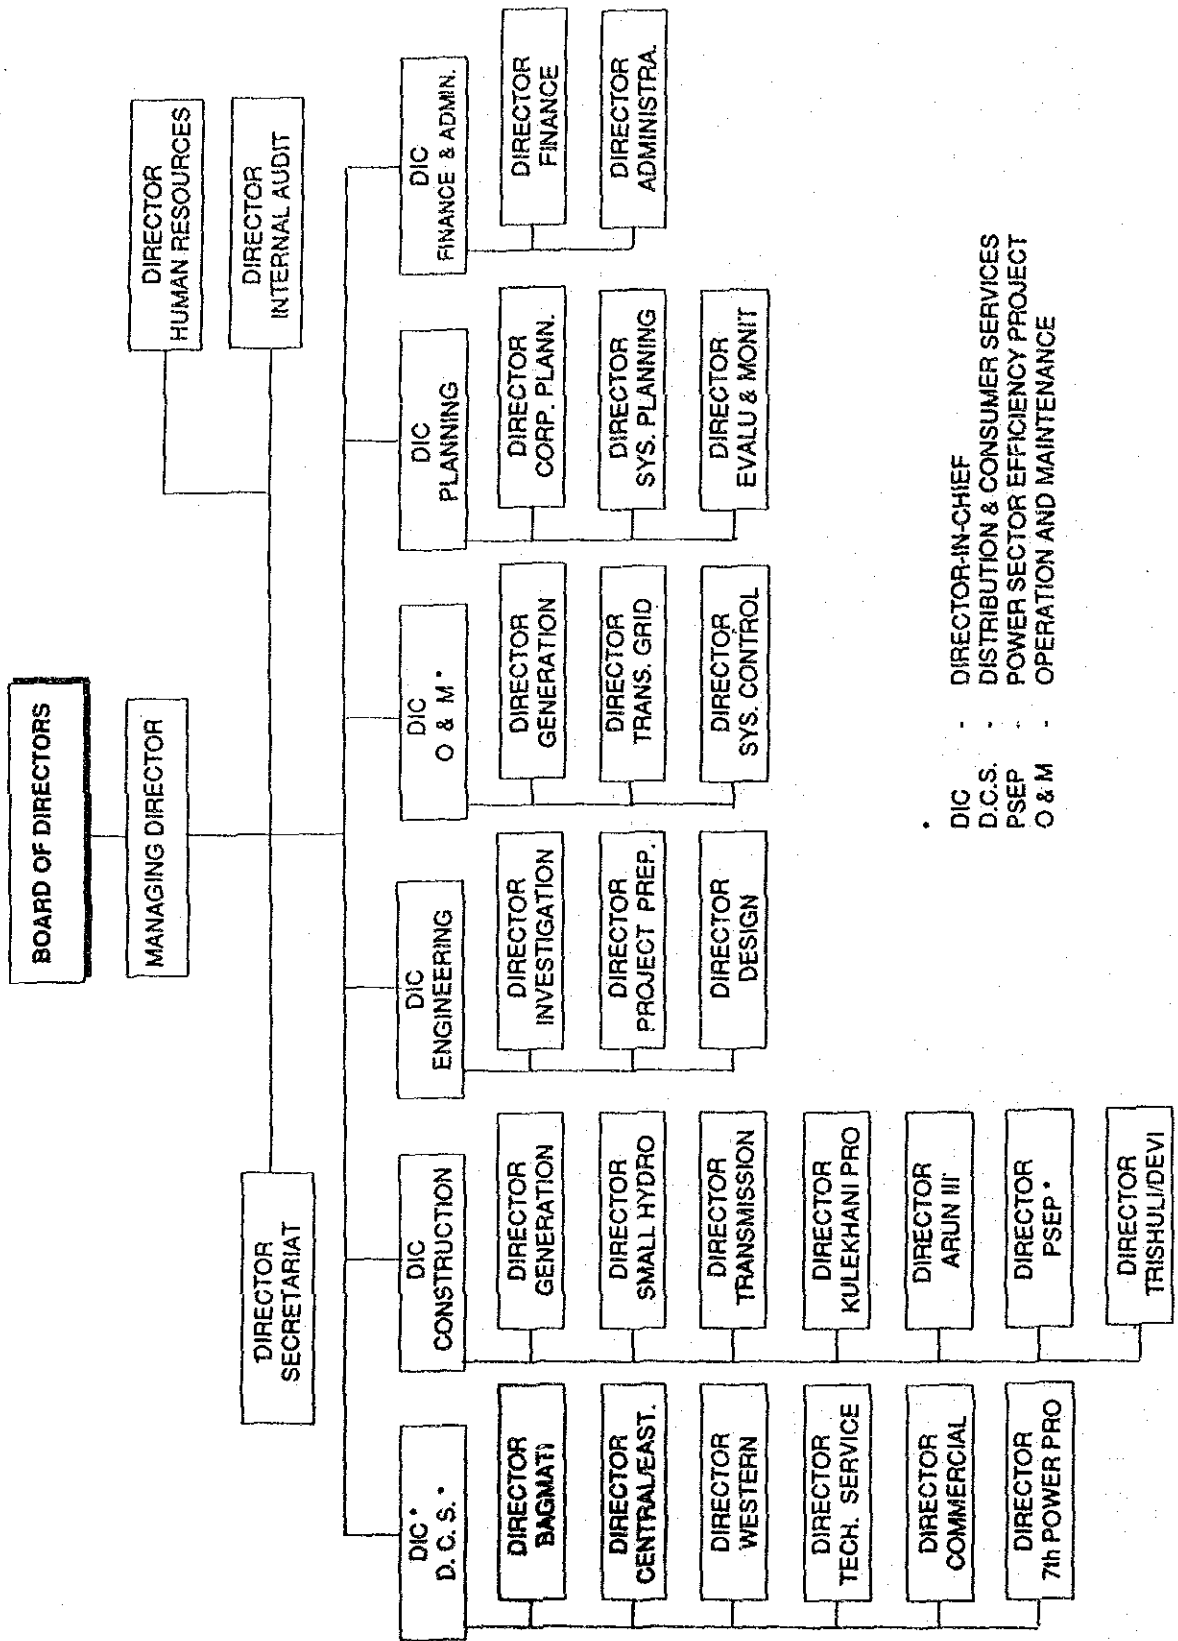 BOARD OF DIRECTORS
MANAGING DIRECTOR
DIRECTOR
HUMAN RESOURCES
DIRECTOR
INTERNAL AUDIT
DIRECTOR
SECRETARIAT
DIC *
D. C. S. *
DIRECTOR
BAGMATI
DIRECTOR
CENTRAL/EAST.
DIRECTOR
WESTERN
DIRECTOR
TECH. SERVICE
DIRECTOR
COMMERCIAL
DIRECTOR
7th POWER PRO
DIC
CONSTRUCTION
DIRECTOR
GENERATION
DIRECTOR
SMALL HYDRO
DIRECTOR
TRANSMISSION
DIRECTOR
KULEKHANI PRO
DIRECTOR
ARUN III
DIRECTOR
PSEP *
DIRECTOR
TRISHULI/DEVI
DIC
ENGINEERING
DIRECTOR
INVESTIGATION
DIRECTOR
PROJECT PREP.
DIRECTOR
DESIGN
DIC
O & M *
DIRECTOR
GENERATION
DIRECTOR
TRANS. GRID
DIRECTOR
SYS. CONTROL
DIC
PLANNING
DIRECTOR
CORP. PLANN.
DIRECTOR
SYS. PLANNING
DIRECTOR
EVALU & MONIT
DIC
FINANCE & ADMIN.
DIRECTOR
FINANCE
DIRECTOR
ADMINISTRA.
*
DIC - DIRECTOR-IN-CHIEF
D.C.S. - DISTRIBUTION & CONSUMER SERVICES
PSEP - POWER SECTOR EFFICIENCY PROJECT
O & M - OPERATION AND MAINTENANCE